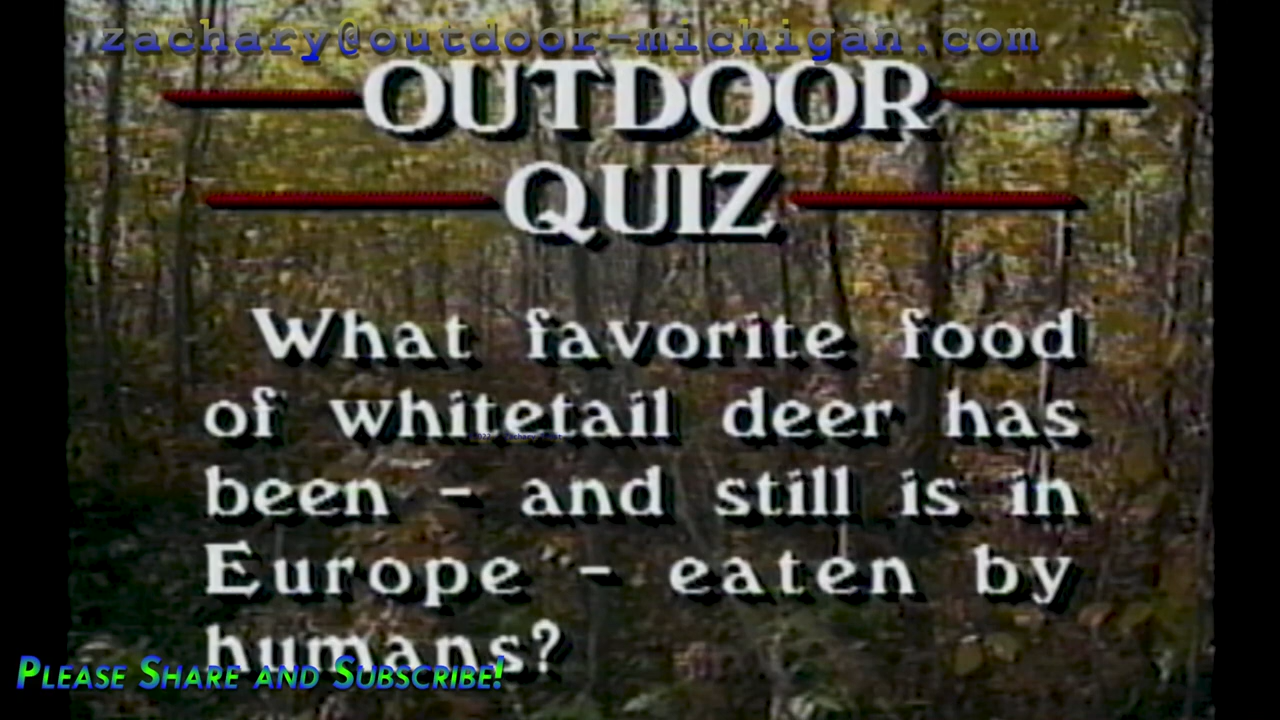 zachary@outdoor-michigan.com
OUTDOOR
QUIZ
What favorite food
of whitetail deer has
been - and still is in
Europe - eaten by
humans?
PLEASE SHARE AND SUBSCRIBE!